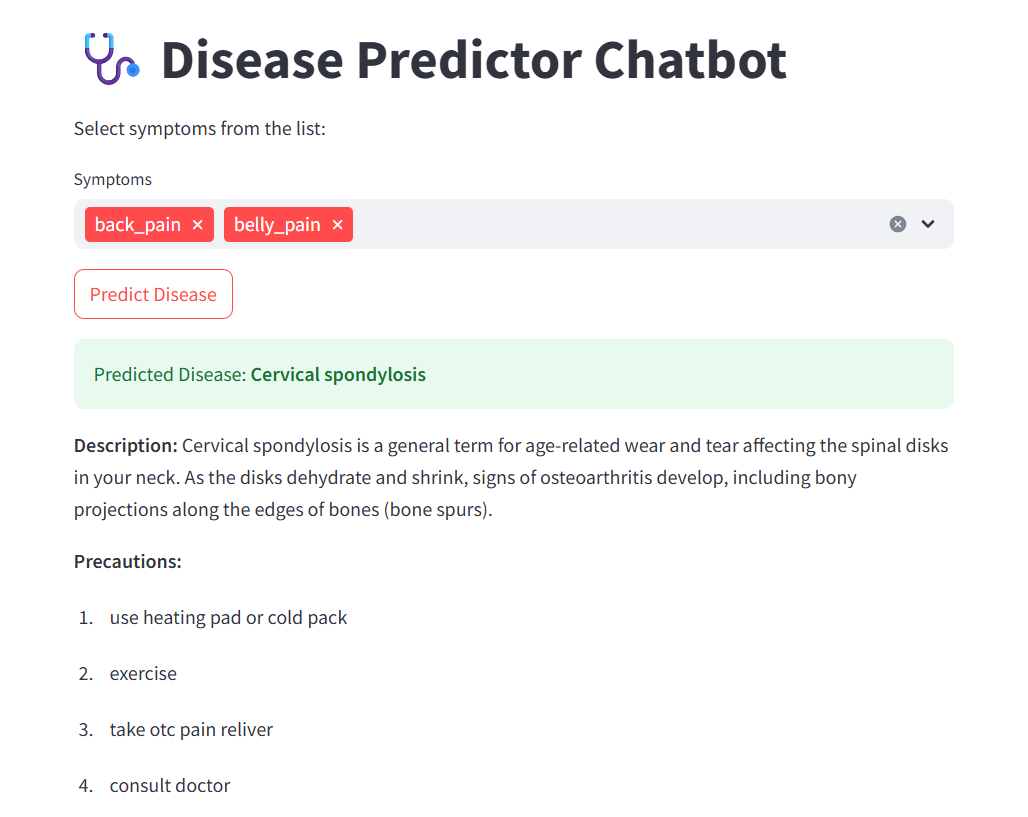 Disease Predictor Chatbot
Select symptoms from the list:
Symptoms
back_pain × belly_pain ×
Predict Disease
Predicted Disease: Cervical spondylosis
Description: Cervical spondylosis is a general term for age-related wear and tear affecting the spinal disks
in your neck. As the disks dehydrate and shrink, signs of osteoarthritis develop, including bony
projections along the edges of bones (bone spurs).
Precautions:
1. use heating pad or cold pack
2. exercise
3. take otc pain reliver
4. consult doctor